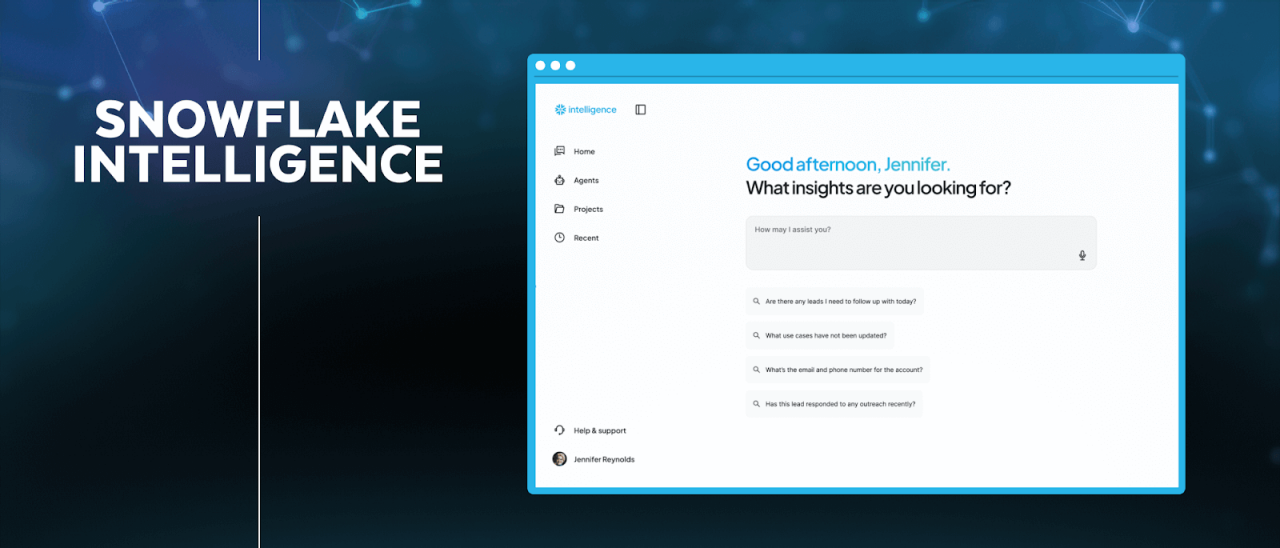 SNOWFLAKE
INTELLIGENCE
intelligence
Home
Agents
Projects
Recent
Good afternoon, Jennifer.
What insights are you looking for?
How may I assist you?
Are there any leads I need to follow up with today?
What use cases have not been updated?
What's the email and phone number for the account?
Has this lead responded to any outreach recently?
Help & support
Jennifer Reynolds